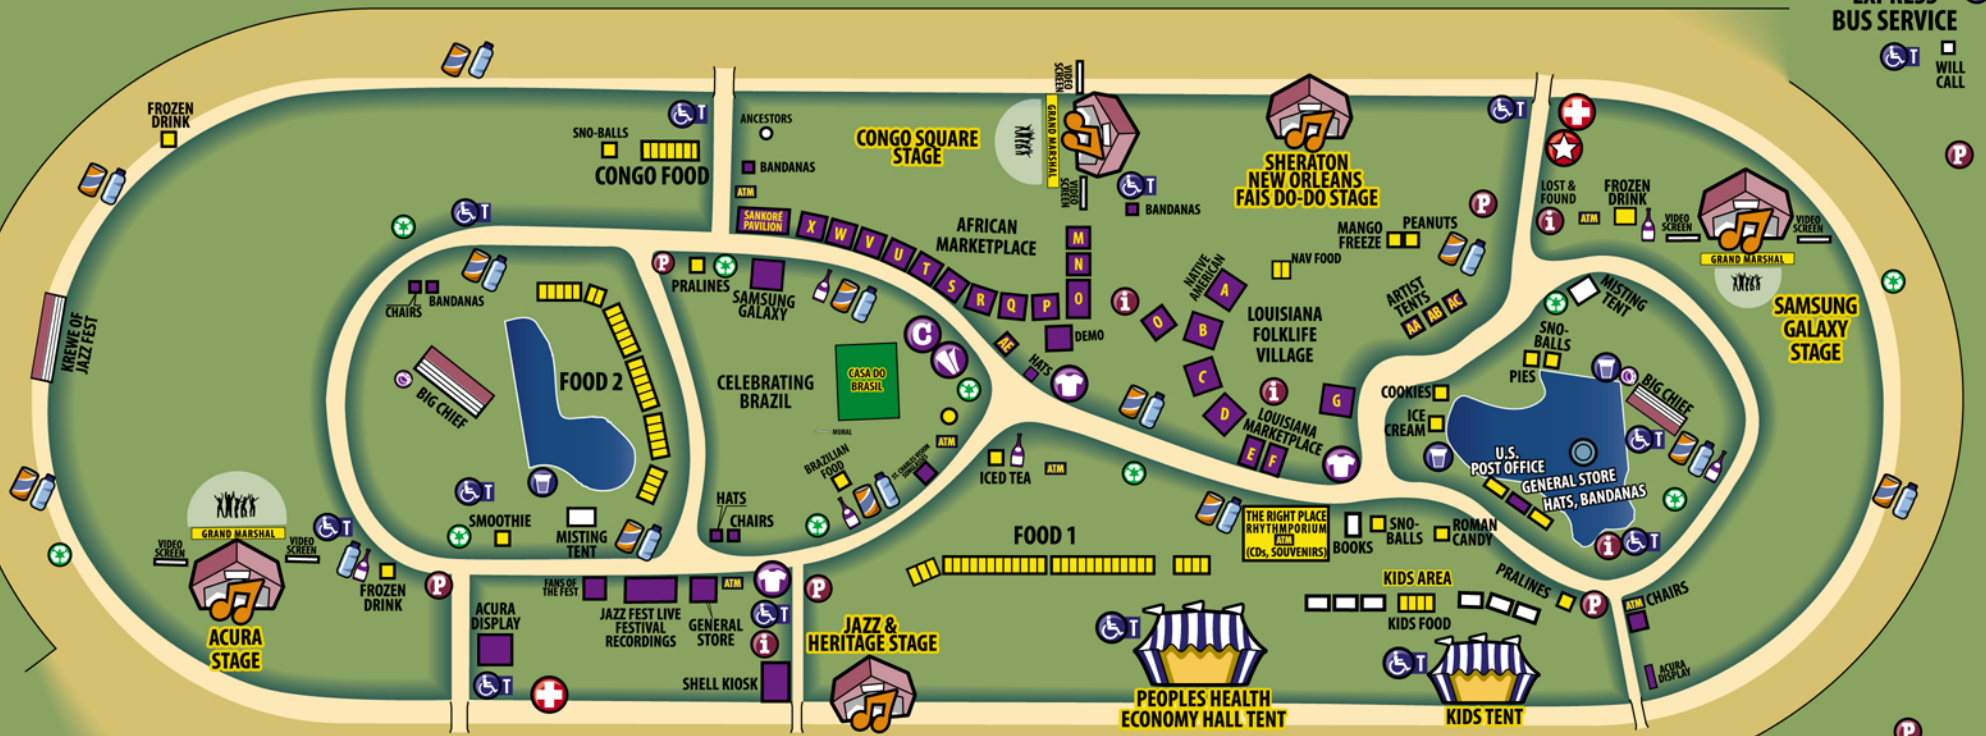 EXPRESS
BUS SERVICE
T
WILL
CALL
P
FROZEN
DRINK
SNO-BALLS
CONGO FOOD
T
ANCESTORS
BANDANAS
ATM
SANKORÉ
PAVILION
X
W
V
U
T
S
R
Q
P
O
N
M
CONGO SQUARE
STAGE
AFRICAN
MARKETPLACE
VIDEO
SCREEN
GRAND MARSHAL
VIDEO
SCREEN
T
BANDANAS
SHERATON
NEW ORLEANS
FAIS DO-DO STAGE
T
P
MANGO
FREEZE
PEANUTS
NAV FOOD
NATIVE
AMERICAN
A
B
C
D
E
F
G
O
LOUISIANA
FOLKLIFE
VILLAGE
LOUISIANA
MARKETPLACE
ARTIST
TENTS
AA
AB
AC
i
i
DEMO
AE
HATS
LOST &
FOUND
i
ATM
FROZEN
DRINK
VIDEO
SCREEN
VIDEO
SCREEN
GRAND MARSHAL
SAMSUNG
GALAXY
STAGE
MISTING
TENT
SNO-
BALLS
PIES
COOKIES
ICE
CREAM
BIG CHIEF
T
U.S.
POST OFFICE
GENERAL STORE
HATS, BANDANAS
i
T
KREWE OF
JAZZ FEST
T
CHAIRS
BANDANAS
BIG CHIEF
FOOD 2
P
PRALINES
SAMSUNG
GALAXY
CELEBRATING
BRAZIL
CASA DO
BRASIL
C
MURAL
BRAZILIAN
FOOD
ATM
ICED TEA
ATM
T
SMOOTHIE
MISTING
TENT
HATS
CHAIRS
GRAND MARSHAL
VIDEO
SCREEN
VIDEO
SCREEN
ACURA
STAGE
T
FROZEN
DRINK
P
ACURA
DISPLAY
T
FANS OF
THE FEST
JAZZ FEST LIVE
FESTIVAL
RECORDINGS
GENERAL
STORE
ATM
T
i
SHELL KIOSK
P
JAZZ &
HERITAGE STAGE
FOOD 1
T
PEOPLES HEALTH
ECONOMY HALL TENT
THE RIGHT PLACE
RHYTHMPORIUM
ATM
(CDs, SOUVENIRS)
BOOKS
SNO-
BALLS
ROMAN
CANDY
KIDS AREA
KIDS FOOD
PRALINES
P
T
KIDS TENT
ATM
CHAIRS
ACURA
DISPLAY
P